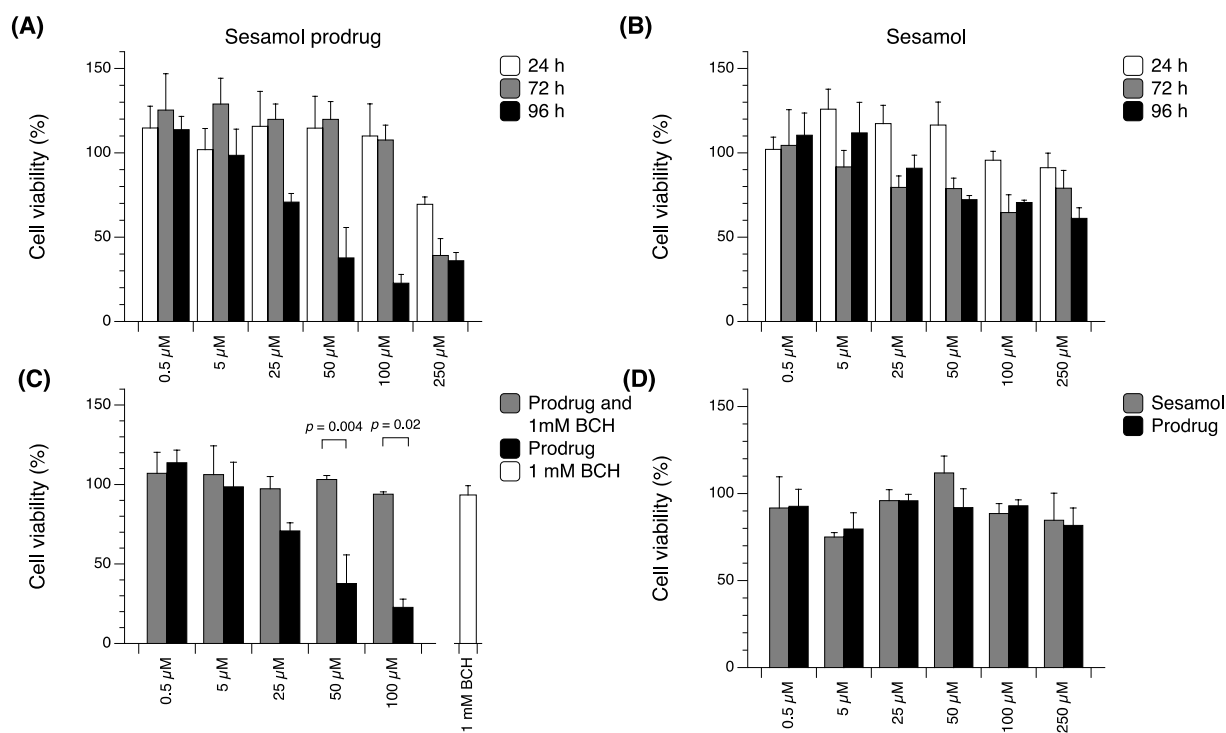 (A)
Sesamol prodrug
Cell viability (%)
150
100
50
0
0.5 µM
5 µM
25 µM
50 µM
100 µM
250 µM
24 h
72 h
96 h
(B)
Sesamol
Cell viability (%)
150
100
50
0
0.5 µM
5 µM
25 µM
50 µM
100 µM
250 µM
24 h
72 h
96 h
(C)
Cell viability (%)
150
100
50
0
p = 0.004
p = 0.02
0.5 µM
5 µM
25 µM
50 µM
100 µM
1 mM BCH
Prodrug and
1mM BCH
Prodrug
1 mM BCH
(D)
Cell viability (%)
150
100
50
0
0.5 µM
5 µM
25 µM
50 µM
100 µM
250 µM
Sesamol
Prodrug